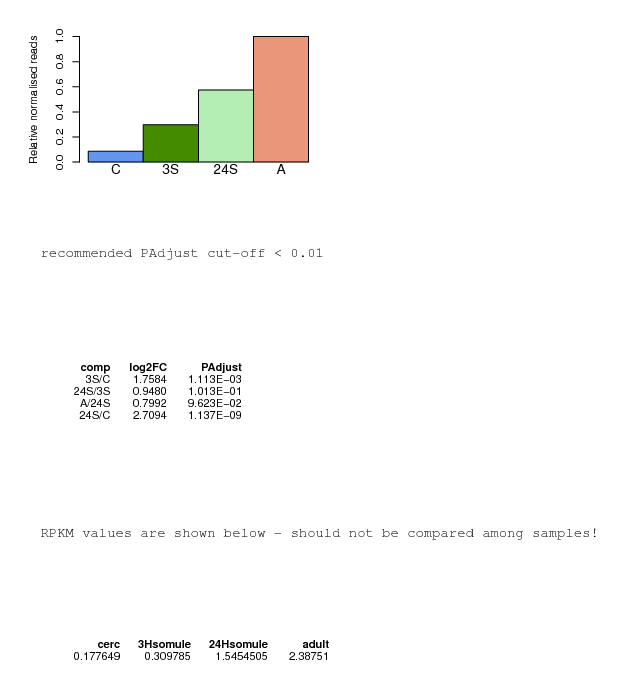 Relative normalised reads
1.0
0.8
0.6
0.4
0.2
0.0
C 3S 24S A
recommended PAdjust cut-off < 0.01
comp log2FC PAdjust
3S/C 1.7584 1.113E−03
24S/3S 0.9480 1.013E−01
A/24S 0.7992 9.623E−02
24S/C 2.7094 1.137E−09
RPKM values are shown below - should not be compared among samples!
cerc 3Hsomule 24Hsomule adult
0.177649 0.309785 1.5454505 2.38751